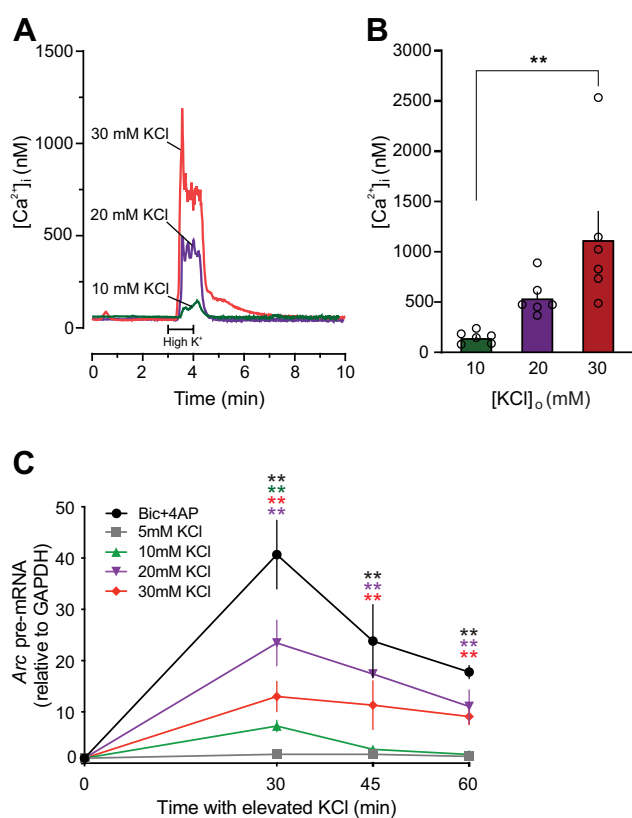 A
[Ca²⁺]ᵢ (nM)
1500
1000
750
500
250
0
30 mM KCl
20 mM KCl
10 mM KCl
High K⁺
0 2 4 6 8 10
Time (min)
B
[Ca²⁺]ᵢ (nM)
3000
2500
2000
1000
500
0
**
10 20 30
[KCl]ₒ (mM)
C
Arc pre-mRNA
(relative to GAPDH)
50
40
30
20
10
0
Bic+4AP
5mM KCl
10mM KCl
20mM KCl
30mM KCl
**
**
**
**
**
**
**
**
**
**
0 30 45 60
Time with elevated KCl (min)